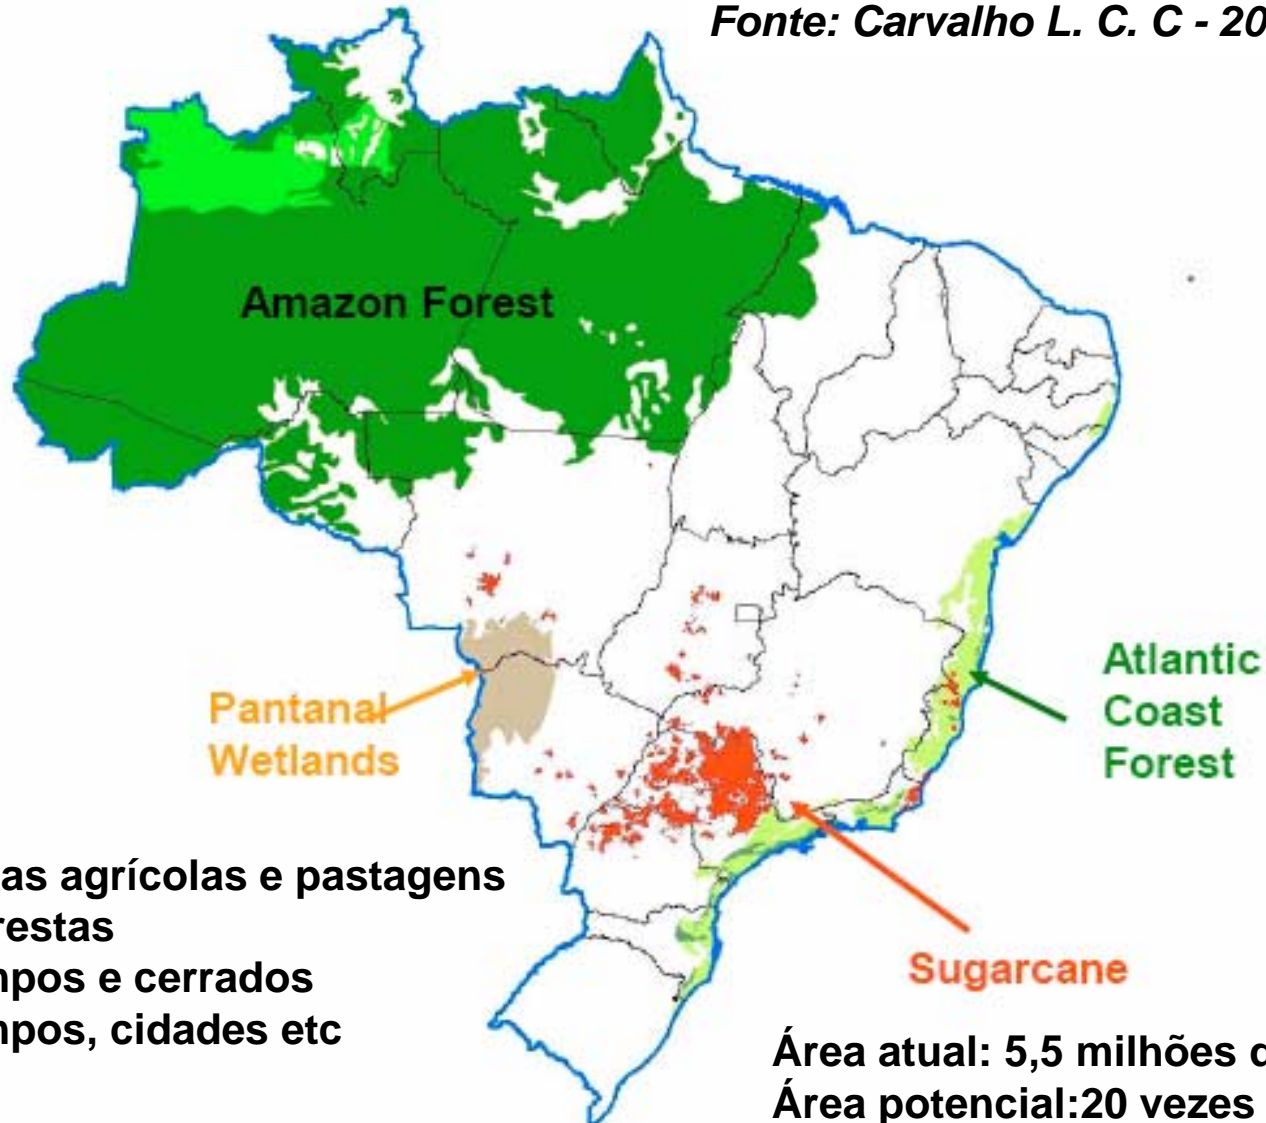 Fonte: Carvalho L. C. C - 20
Amazon Forest
Atlantic
Coast
Forest
Pantanal
Wetlands
as agrícolas e pastagens
restas
npos e cerrados
npos, cidades etc
Sugarcane
Área atual: 5,5 milhões
Área potencial:20 vezes